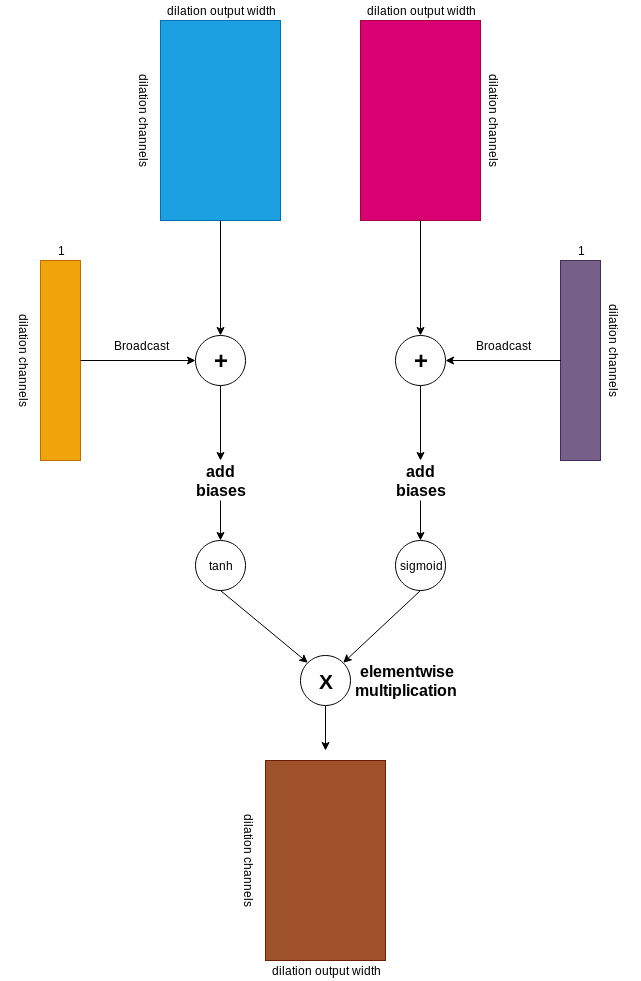 dilation output width
dilation output width
dilation channels
dilation channels
1
1
dilation channels
Broadcast
+
+
Broadcast
dilation channels
add
biases
add
biases
tanh
sigmoid
X
elementwise
multiplication
dilation channels
dilation output width